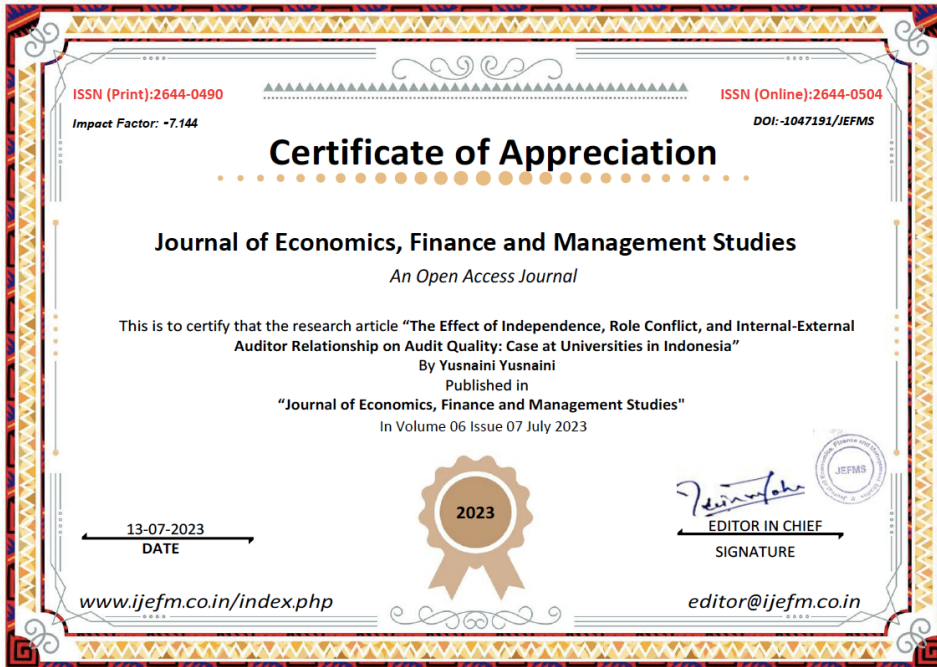 ISSN (Print):2644-0490
ISSN (Online):2644-0504
Impact Factor: -7.144
DOI:-1047191/JEFMS
Certificate of Appreciation
Journal of Economics, Finance and Management Studies
An Open Access Journal
This is to certify that the research article “The Effect of Independence, Role Conflict, and Internal-External
Auditor Relationship on Audit Quality: Case at Universities in Indonesia”
By Yusnaini Yusnaini
Published in
“Journal of Economics, Finance and Management Studies"
In Volume 06 Issue 07 July 2023
JEFMS
2023
13-07-2023
DATE
EDITOR IN CHIEF
SIGNATURE
www.ijefm.co.in/index.php
editor@ijefm.co.in